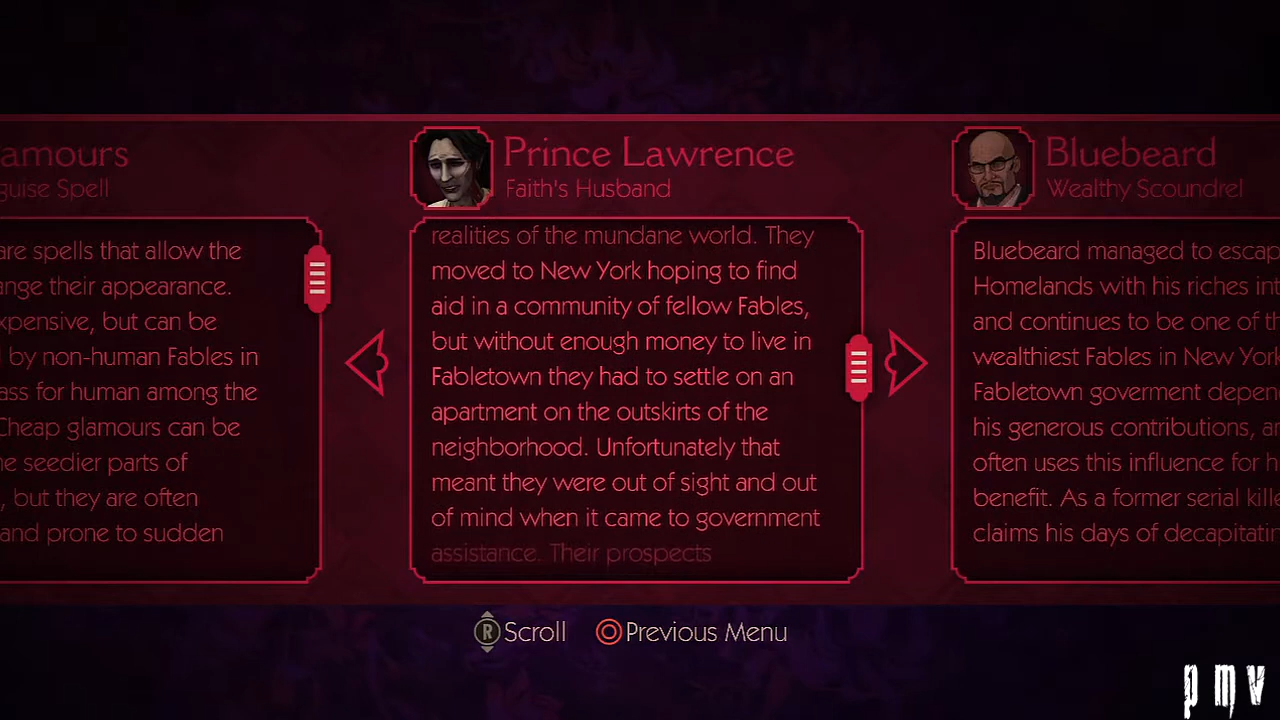 amours
guise Spell
are spells that allow the
ange their appearance.
xpensive, but can be
by non-human Fables in
ass for human among the
Cheap glamours can be
he seedier parts of
, but they are often
and prone to sudden
Prince Lawrence
Faith's Husband
realities of the mundane world. They
moved to New York hoping to find
aid in a community of fellow Fables,
but without enough money to live in
Fabletown they had to settle on an
apartment on the outskirts of the
neighborhood. Unfortunately that
meant they were out of sight and out
of mind when it came to government
assistance. Their prospects
Bluebeard
Wealthy Scoundrel
Bluebeard managed to escap
Homelands with his riches int
and continues to be one of th
wealthiest Fables in New York
Fabletown goverment depen
his generous contributions, an
often uses this influence for h
benefit. As a former serial kille
claims his days of decapitatin
R Scroll
Previous Menu
pmv